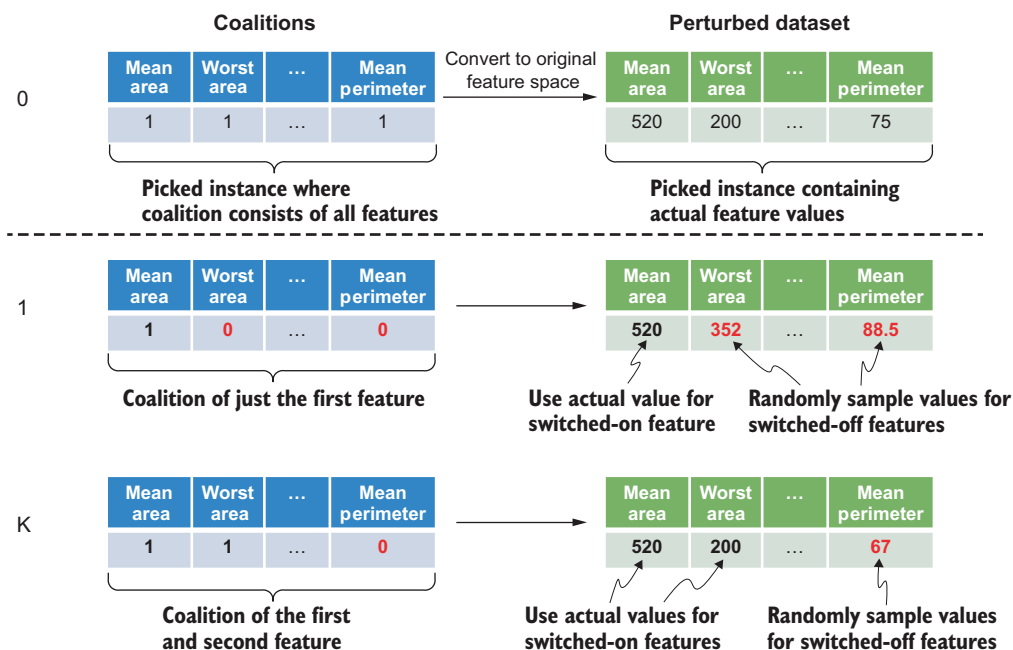 Coalitions
Perturbed dataset
0
Mean area
Worst area
…
Mean perimeter
1
1
…
1
Convert to original
feature space
Mean area
Worst area
…
Mean perimeter
520
200
…
75
Picked instance where
coalition consists of all features
Picked instance containing
actual feature values
1
Mean area
Worst area
…
Mean perimeter
1
0
…
0
Mean area
Worst area
…
Mean perimeter
520
352
…
88.5
Coalition of just the first feature
Use actual value for
switched-on feature
Randomly sample values for
switched-off features
K
Mean area
Worst area
…
Mean perimeter
1
1
…
0
Mean area
Worst area
…
Mean perimeter
520
200
…
67
Coalition of the first
and second feature
Use actual values for
switched-on features
Randomly sample values
for switched-off features